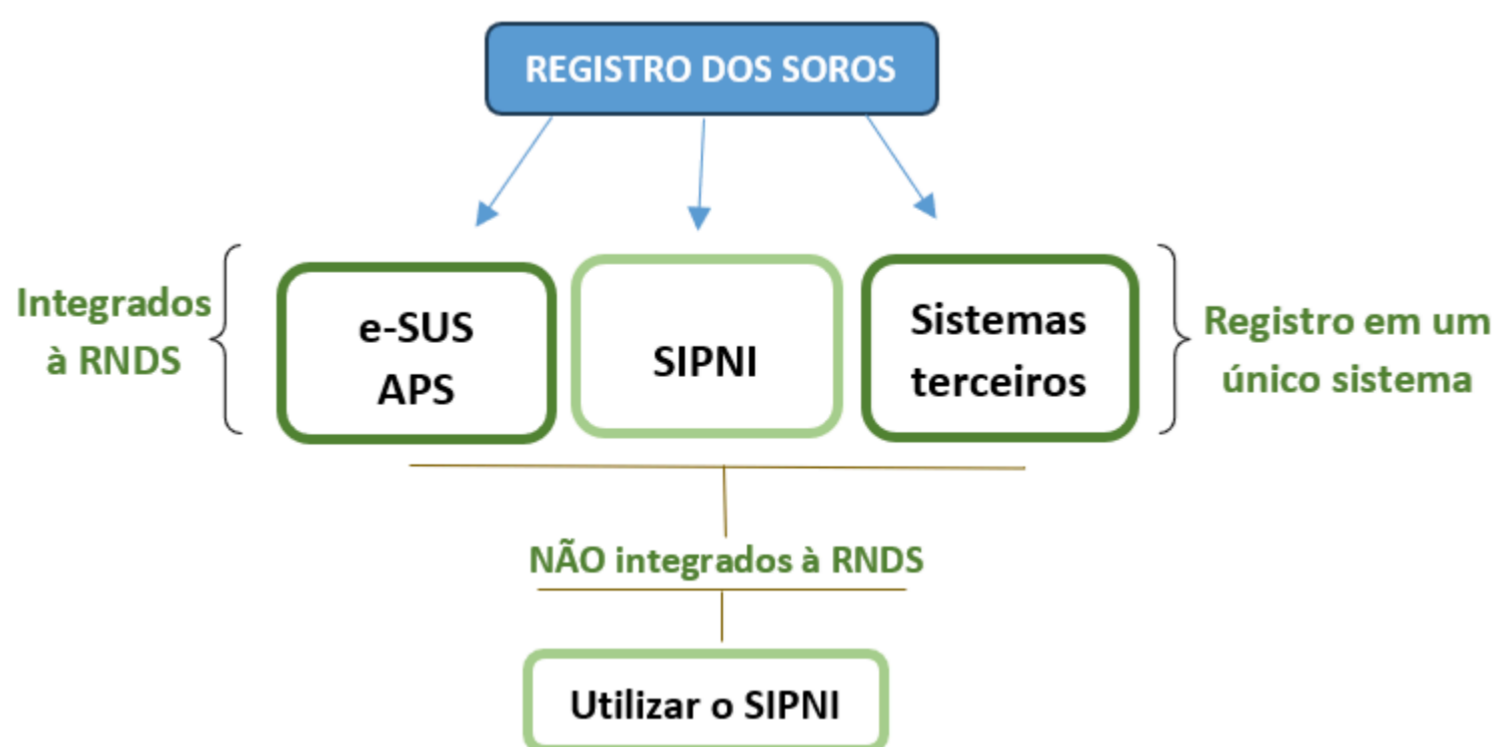 REGISTRO DOS SOROS
Integrados
à RNDS
e-SUS
APS
SIPNI
Sistemas
terceiros
Registro em um
único sistema
NÃO integrados à RNDS
Utilizar o SIPNI